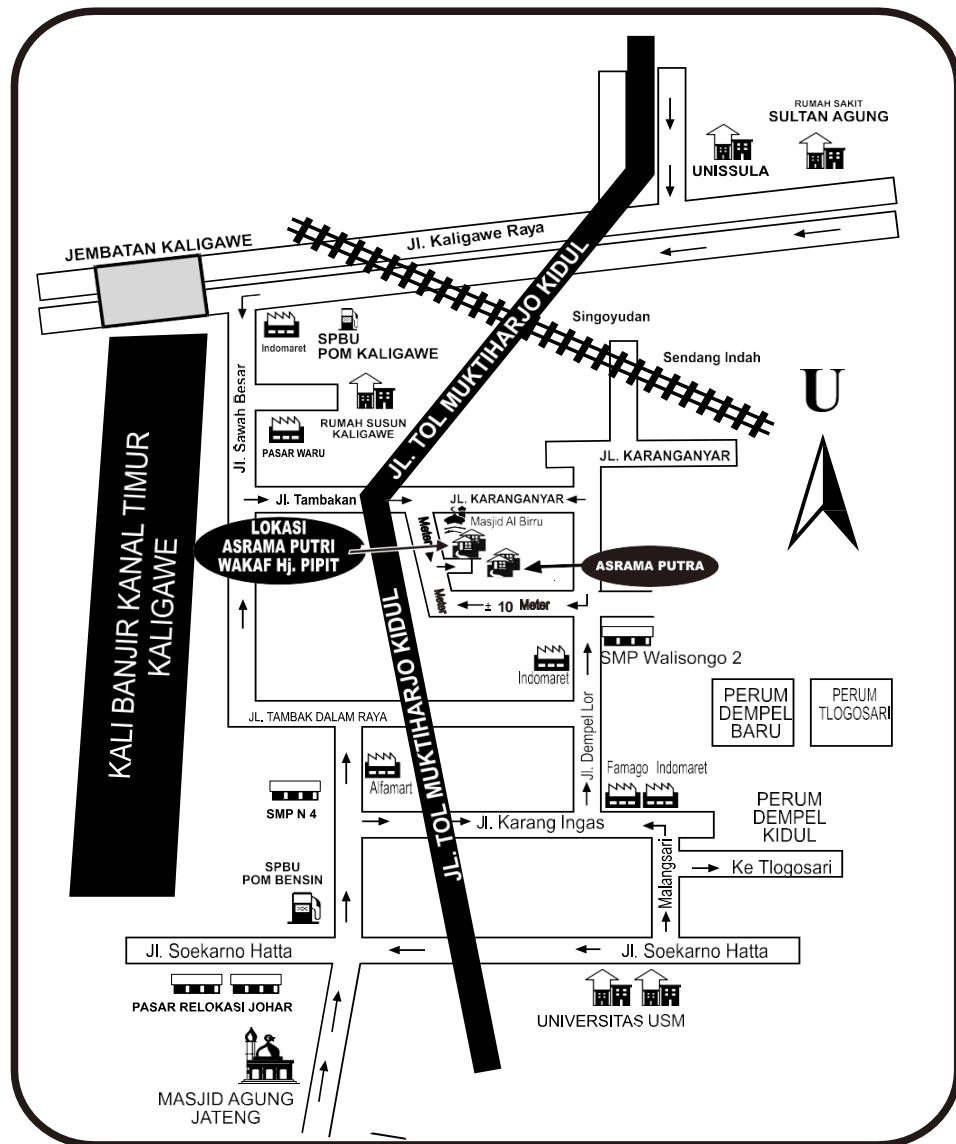 RUMAH SAKIT
SULTAN AGUNG
UNISSULA
JEMBATAN KALIGAWE
Jl. Kaligawe Raya
JL. TOL MUKTIHARJO KIDUL
Singoyudan
Sendang Indah
Indomaret
SPBU
POM KALIGAWE
Jl. Sawah Besar
RUMAH SUSUN
KALIGAWE
PASAR WARU
U
JL. KARANGANYAR
Jl. Tambakan
JL. KARANGANYAR
Meter
Masjid Al Birru
LOKASI
ASRAMA PUTRI
WAKAF Hj. PIPIT
ASRAMA PUTRA
Meter
± 10 Meter
KALI BANJIR KANAL TIMUR
KALIGAWE
JL. TOL MUKTIHARJO KIDUL
SMP Walisongo 2
Indomaret
PERUM
DEMPEL
BARU
PERUM
TLOGOSARI
JL. TAMBAK DALAM RAYA
Jl. Dempel Lor
Alfamart
Famago Indomaret
SMP N 4
Jl. Karang Ingas
PERUM
DEMPEL
KIDUL
SPBU
POM BENSIN
Malangsari
Ke Tlogosari
Jl. Soekarno Hatta
Jl. Soekarno Hatta
PASAR RELOKASI JOHAR
UNIVERSITAS USM
MASJID AGUNG
JATENG